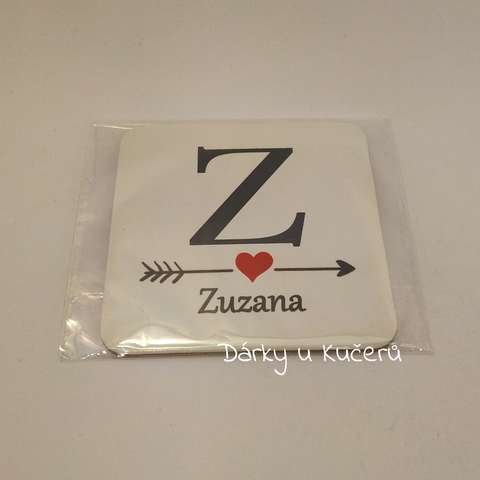 Z
Zuzana
Dárky u Kučerů